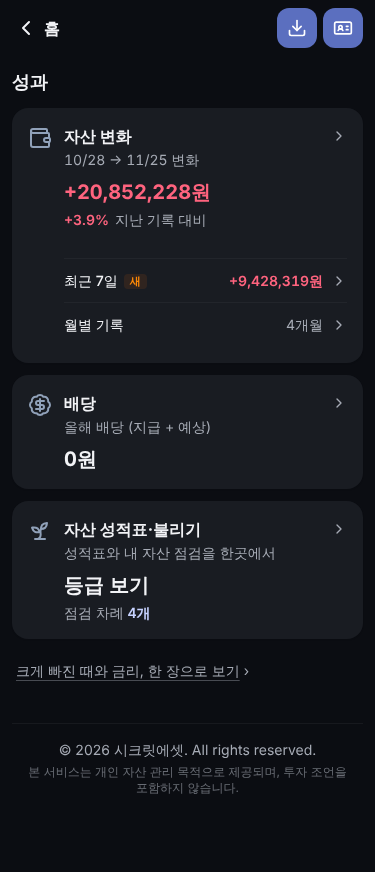 홈
성과
자산 변화
10/28 → 11/25 변화
+20,852,228원
+3.9% 지난 기록 대비
최근 7일 새 +9,428,319원
월별 기록 4개월
배당
올해 배당 (지급 + 예상)
0원
자산 성적표·불리기
성적표와 내 자산 점검을 한곳에서
등급 보기
점검 차례 4개
크게 빠진 때와 금리, 한 장으로 보기 ›
© 2026 시크릿에셋. All rights reserved.
본 서비스는 개인 자산 관리 목적으로 제공되며, 투자 조언을
포함하지 않습니다.